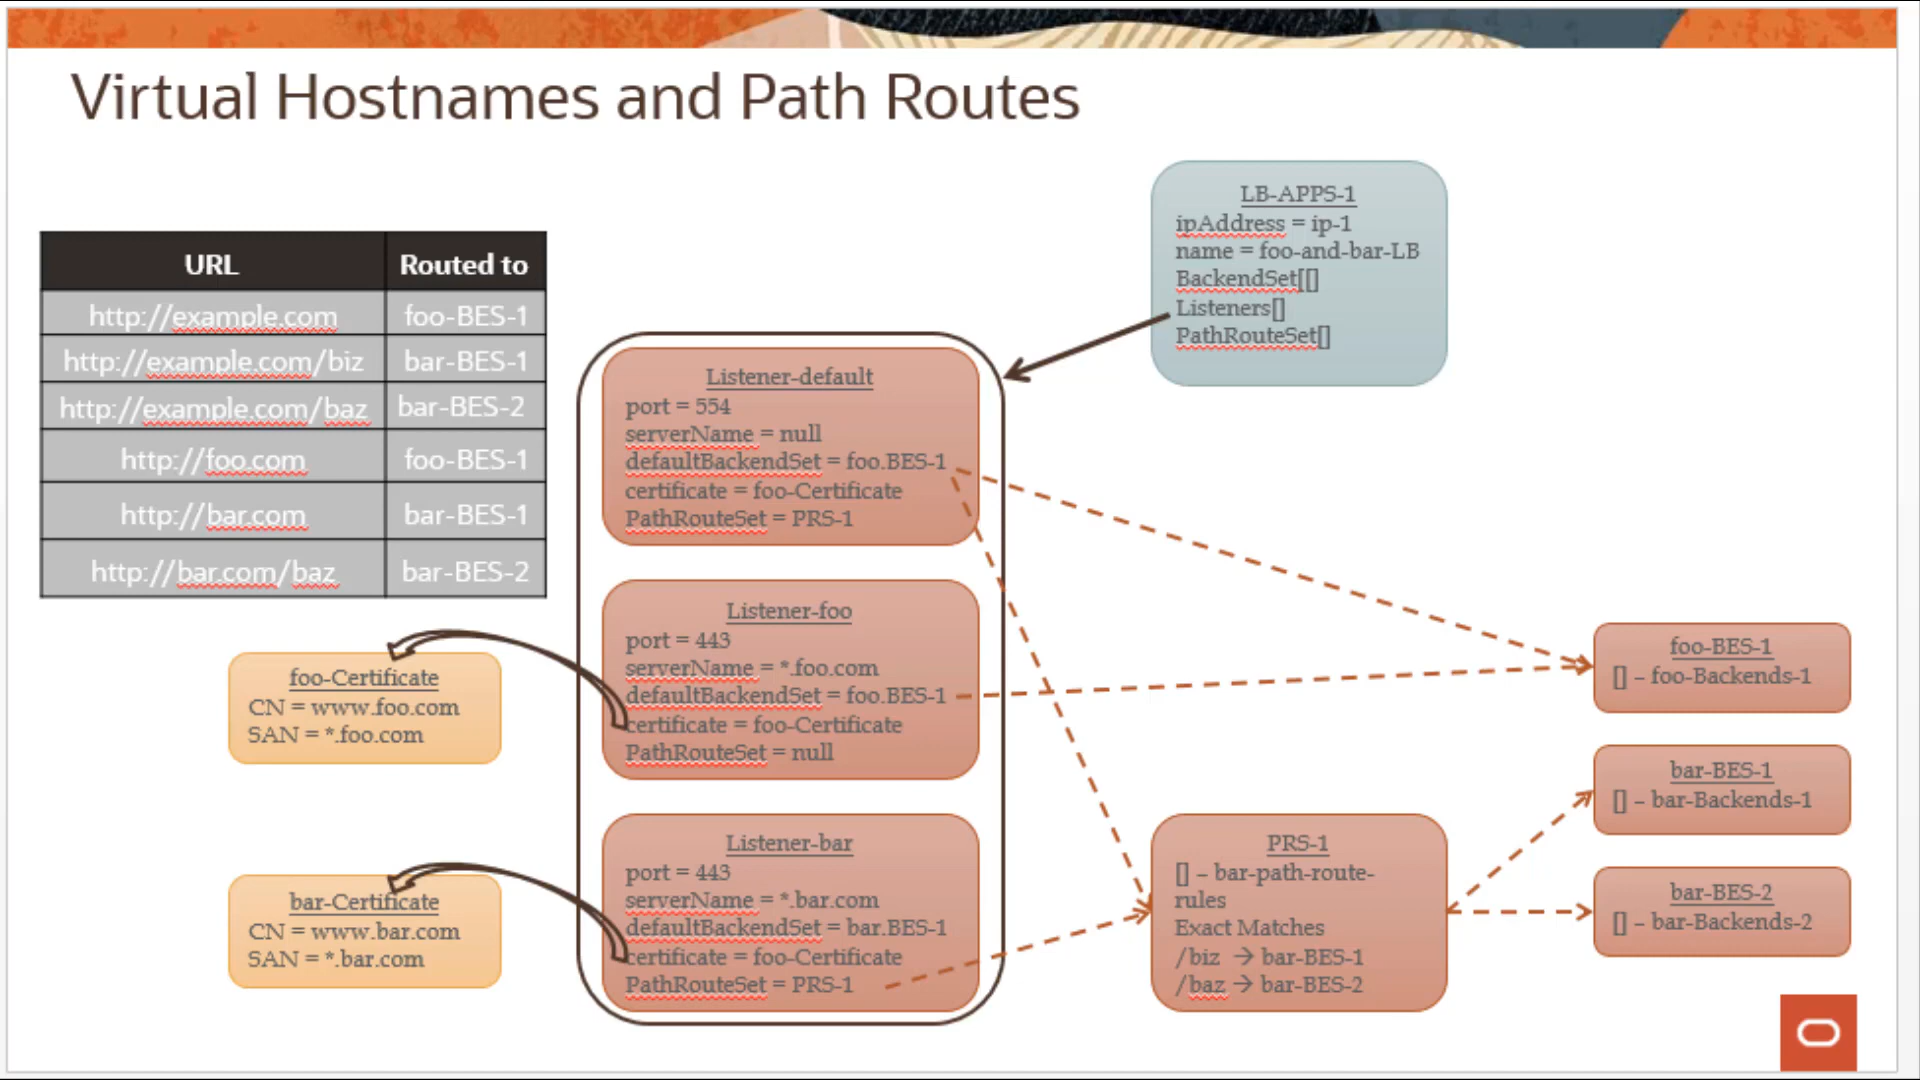 Virtual Hostnames and Path Routes
LB-APPS-1
ipAddress = ip-1
name = foo-and-bar-LB
BackendSet[[]
Listeners[]
PathRouteSet[]
URL Routed to
http://example.com foo-BES-1
http://example.com/biz bar-BES-1
http://example.com/baz bar-BES-2
http://foo.com foo-BES-1
http://bar.com bar-BES-1
http://bar.com/baz bar-BES-2
Listener-default
port = 554
serverName = null
defaultBackendSet = foo.BES-1
certificate = foo-Certificate
PathRouteSet = PRS-1
Listener-foo
port = 443
serverName = *.foo.com
defaultBackendSet = foo.BES-1
certificate = foo-Certificate
PathRouteSet = null
Listener-bar
port = 443
serverName = *.bar.com
defaultBackendSet = bar.BES-1
certificate = foo-Certificate
PathRouteSet = PRS-1
foo-Certificate
CN = www.foo.com
SAN = *.foo.com
bar-Certificate
CN = www.bar.com
SAN = *.bar.com
PRS-1
[] – bar-path-route-
rules
Exact Matches
/biz → bar-BES-1
/baz → bar-BES-2
foo-BES-1
[] – foo-Backends-1
bar-BES-1
[] – bar-Backends-1
bar-BES-2
[] – bar-Backends-2